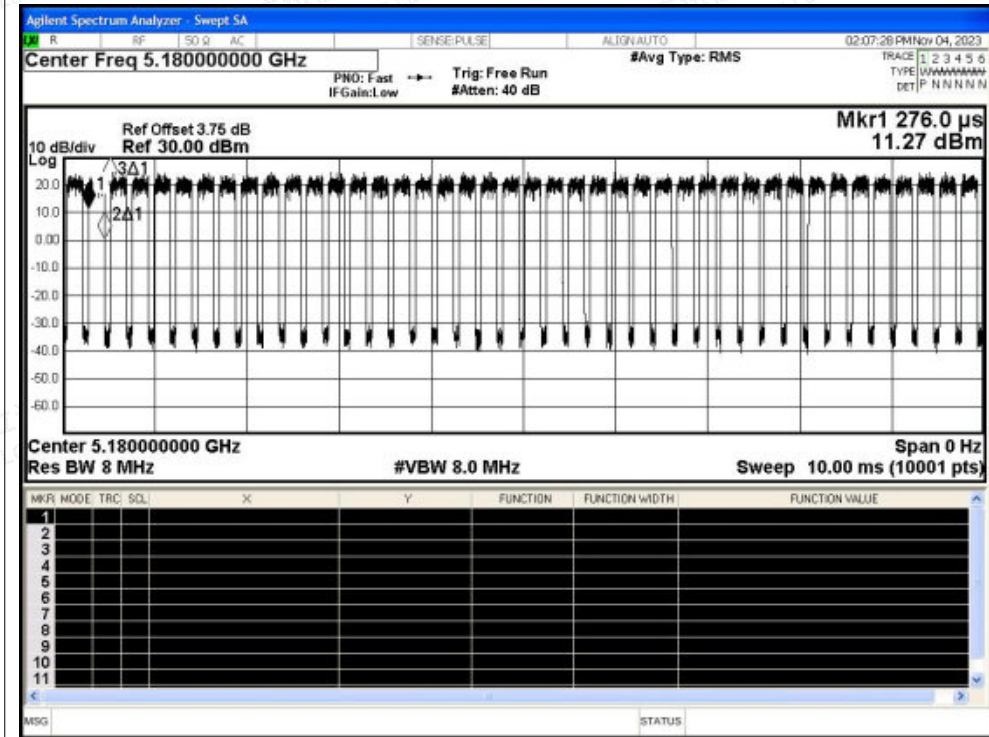 Agilent Spectrum Analyzer - Swept SA
R RF 50 Ω AC SENSE:PULSE ALIGN AUTO 02:07:28 PM Nov 04, 2023
Center Freq 5.180000000 GHz #Avg Type: RMS TRACE 1 2 3 4 5 6
PNO: Fast Trig: Free Run TYPE
IFGain:Low #Atten: 40 dB DET P N N N N N
Ref Offset 3.75 dB Mkr1 276.0 µs
10 dB/div Ref 30.00 dBm 11.27 dBm
Log
3Δ1
20.0
1
10.0
2Δ1
0.00
-10.0
-20.0
-30.0
-40.0
-50.0
-60.0
Center 5.180000000 GHz Span 0 Hz
Res BW 8 MHz #VBW 8.0 MHz Sweep 10.00 ms (10001 pts)
MKR MODE TRC SCL X Y FUNCTION FUNCTION WIDTH FUNCTION VALUE
1
2
3
4
5
6
7
8
9
10
11
MSG STATUS